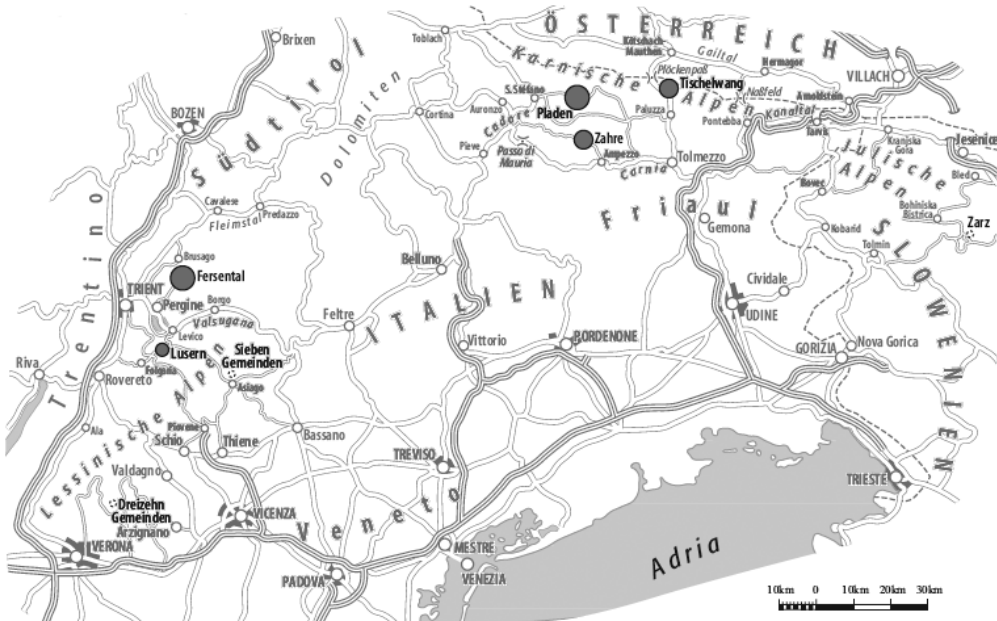 ÖSTERREICH
Brixen
Toblach
Kötschach
Mauthen
Gailtal
Hermagor
VILLACH
Karnische
Alpen
Plöckenpaß
Tischelwang
Naßfeld
Arnoldstein
Südtirol
Dolomiten
S. Stefano
Auronzo
Cadore
Pladen
Paluzza
Pontebba
Kanaltal
Tarvis
Kranjska
Gora
Jesenice
BOZEN
Cortina
Pieve
Passo di
Mauria
Zahre
Ampezzo
Carnia
Tolmezzo
Julische
Alpen
Bled
Bovec
Bohinjska
Bistrica
Zarz
Cavalese
Predazzo
Fleimstal
Friaul
Gemona
Kobarid
Tolmin
SLOWENIEN
Trentino
Brusago
Fersental
Belluno
Cividale
TRIENT
Pergine
Borgo
Valsugana
Feltre
ITALIEN
UDINE
Levico
Lusern
Folgaria
Sieben
Gemeinden
Asiago
Vittorio
PORDENONE
GORIZIA
Nova Gorica
Riva
Rovereto
Lessinische Alpen
Ala
Piovene
Schio
Thiene
Bassano
Valdagno
TREVISO
TRIESTE
Dreizehn
Gemeinden
Arzignano
VICENZA
Veneto
VERONA
MESTRE
PADOVA
VENEZIA
Adria
10km 0 10km 20km 30km